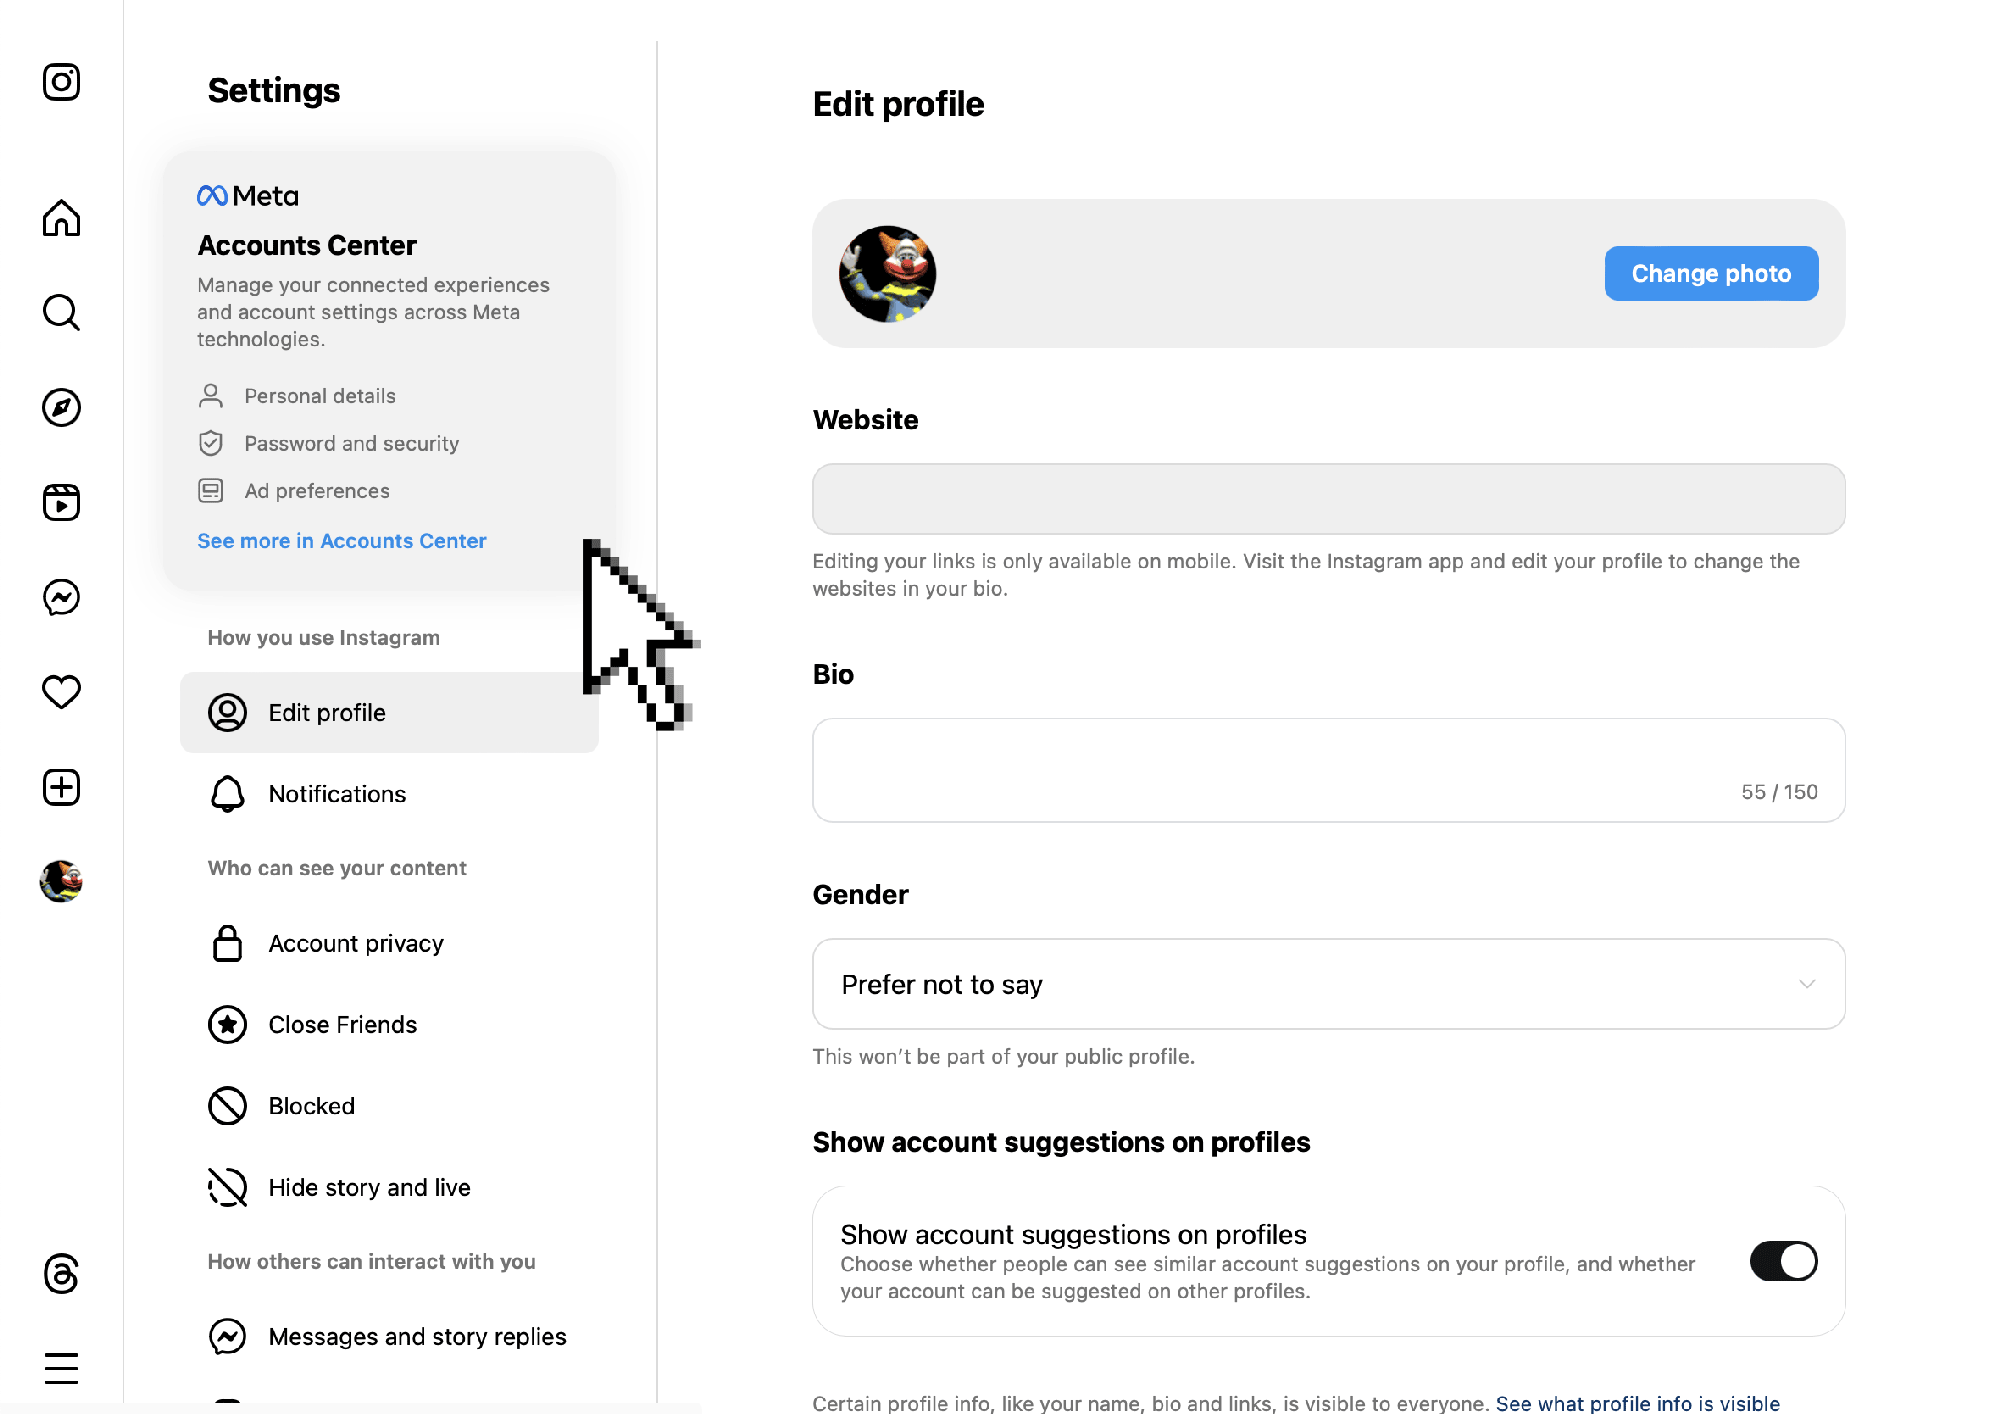 Settings
Meta
Accounts Center
Manage your connected experiences
and account settings across Meta
technologies.
Personal details
Password and security
Ad preferences
See more in Accounts Center
How you use Instagram
Edit profile
Notifications
Who can see your content
Account privacy
Close Friends
Blocked
Hide story and live
How others can interact with you
Messages and story replies
Edit profile
Change photo
Website
Editing your links is only available on mobile. Visit the Instagram app and edit your profile to change the
websites in your bio.
Bio
55 / 150
Gender
Prefer not to say
This won’t be part of your public profile.
Show account suggestions on profiles
Show account suggestions on profiles
Choose whether people can see similar account suggestions on your profile, and whether
your account can be suggested on other profiles.
Certain profile info, like your name, bio and links, is visible to everyone. See what profile info is visible